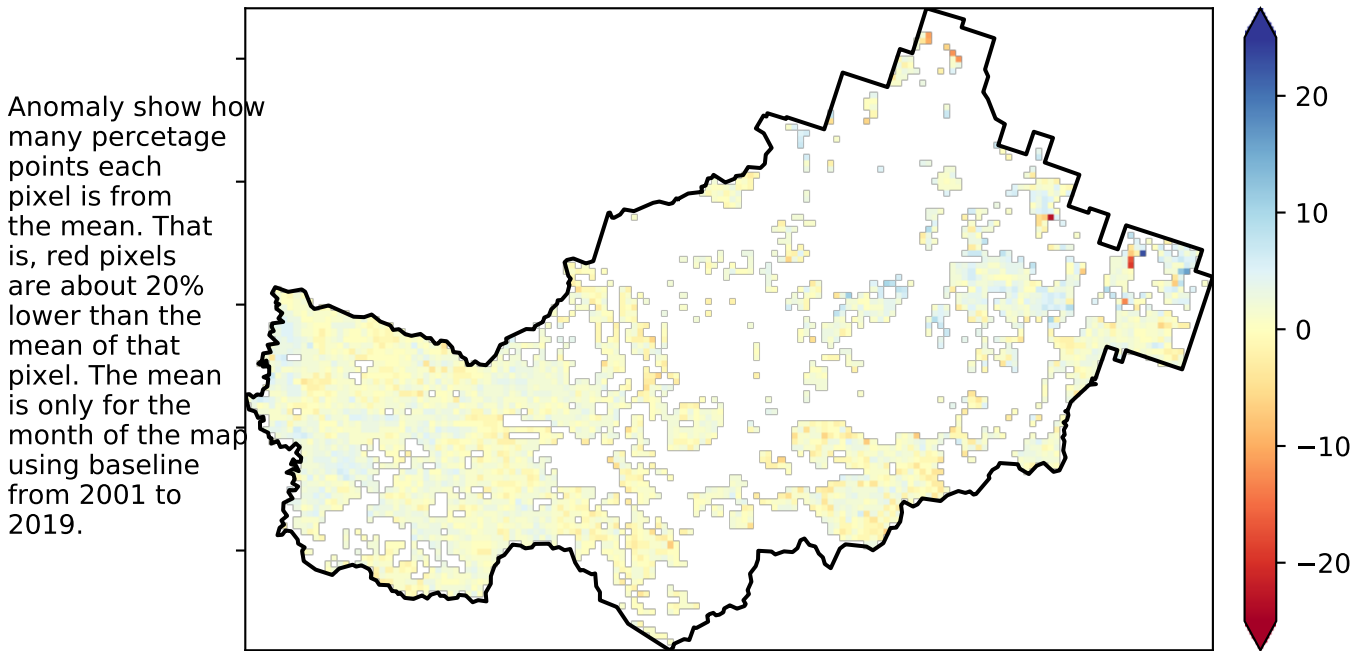 Anomaly show how
many percetage
points each
pixel is from
the mean. That
is, red pixels
are about 20%
lower than the
mean of that
pixel. The mean
is only for the
month of the map
using baseline
from 2001 to
2019.
20
10
0
−10
−20